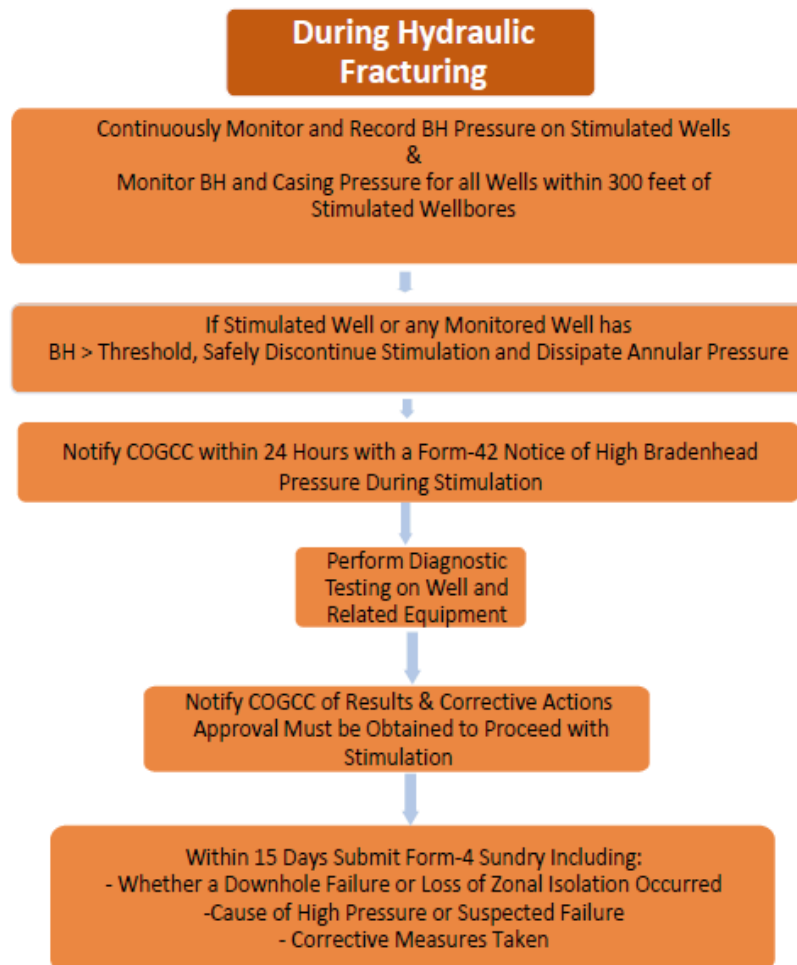 During Hydraulic
Fracturing
Continuously Monitor and Record BH Pressure on Stimulated Wells
&
Monitor BH and Casing Pressure for all Wells within 300 feet of
Stimulated Wellbores
If Stimulated Well or any Monitored Well has
BH > Threshold, Safely Discontinue Stimulation and Dissipate Annular Pressure
Notify COGCC within 24 Hours with a Form-42 Notice of High Bradenhead
Pressure During Stimulation
Perform Diagnostic
Testing on Well and
Related Equipment
Notify COGCC of Results & Corrective Actions
Approval Must be Obtained to Proceed with
Stimulation
Within 15 Days Submit Form-4 Sundry Including:
- Whether a Downhole Failure or Loss of Zonal Isolation Occurred
-Cause of High Pressure or Suspected Failure
- Corrective Measures Taken